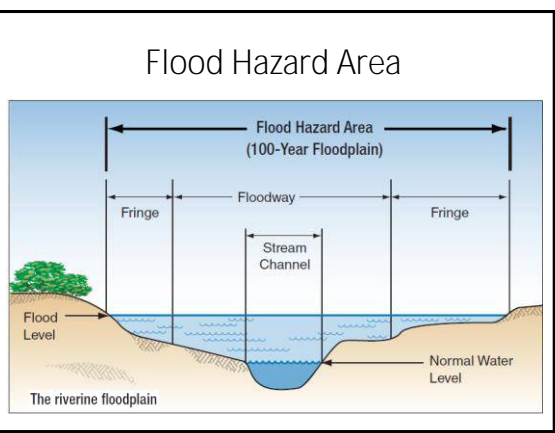 Flood Hazard Area
Flood Hazard Area
(100-Year Floodplain)
Floodway
Fringe
Fringe
Stream
Channel
Flood
Level
Normal Water
Level
The riverine floodplain